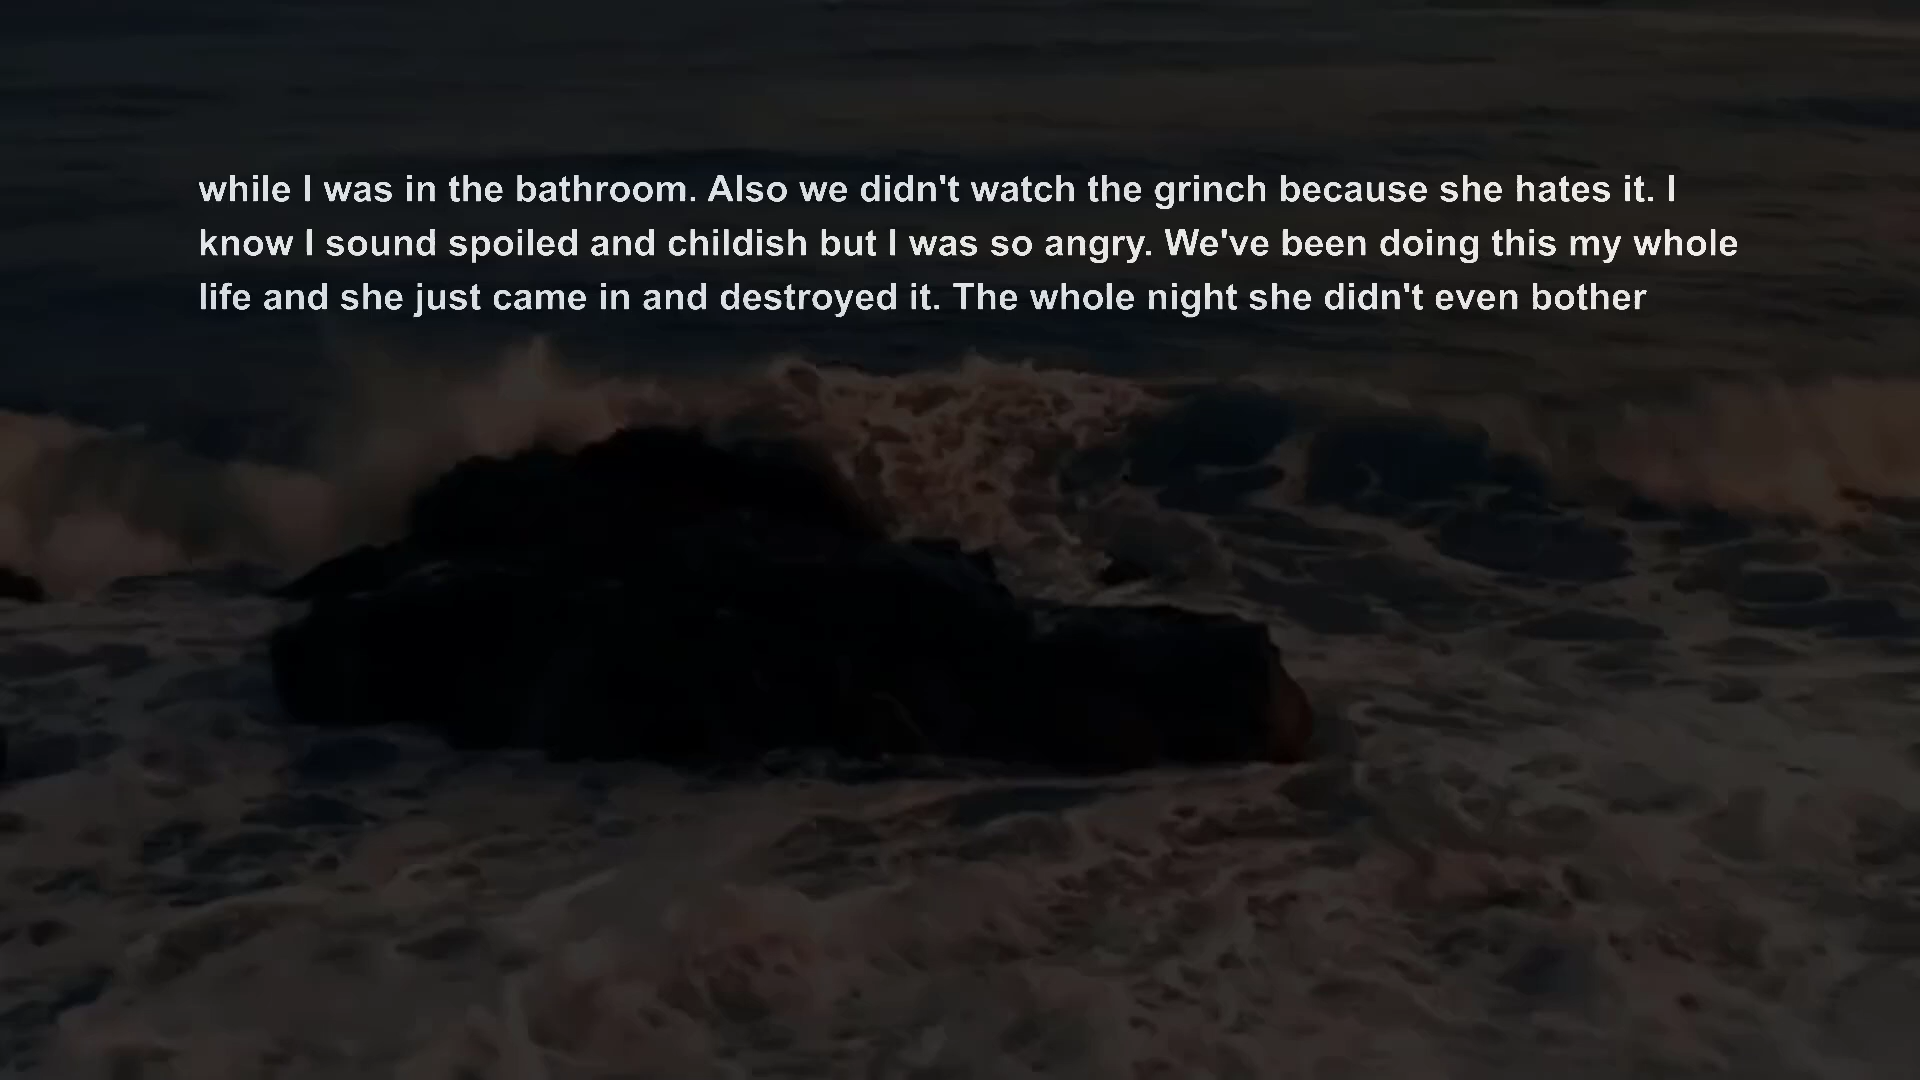 while I was in the bathroom. Also we didn't watch the grinch because she hates it. I
know I sound spoiled and childish but I was so angry. We've been doing this my whole
life and she just came in and destroyed it. The whole night she didn't even bother